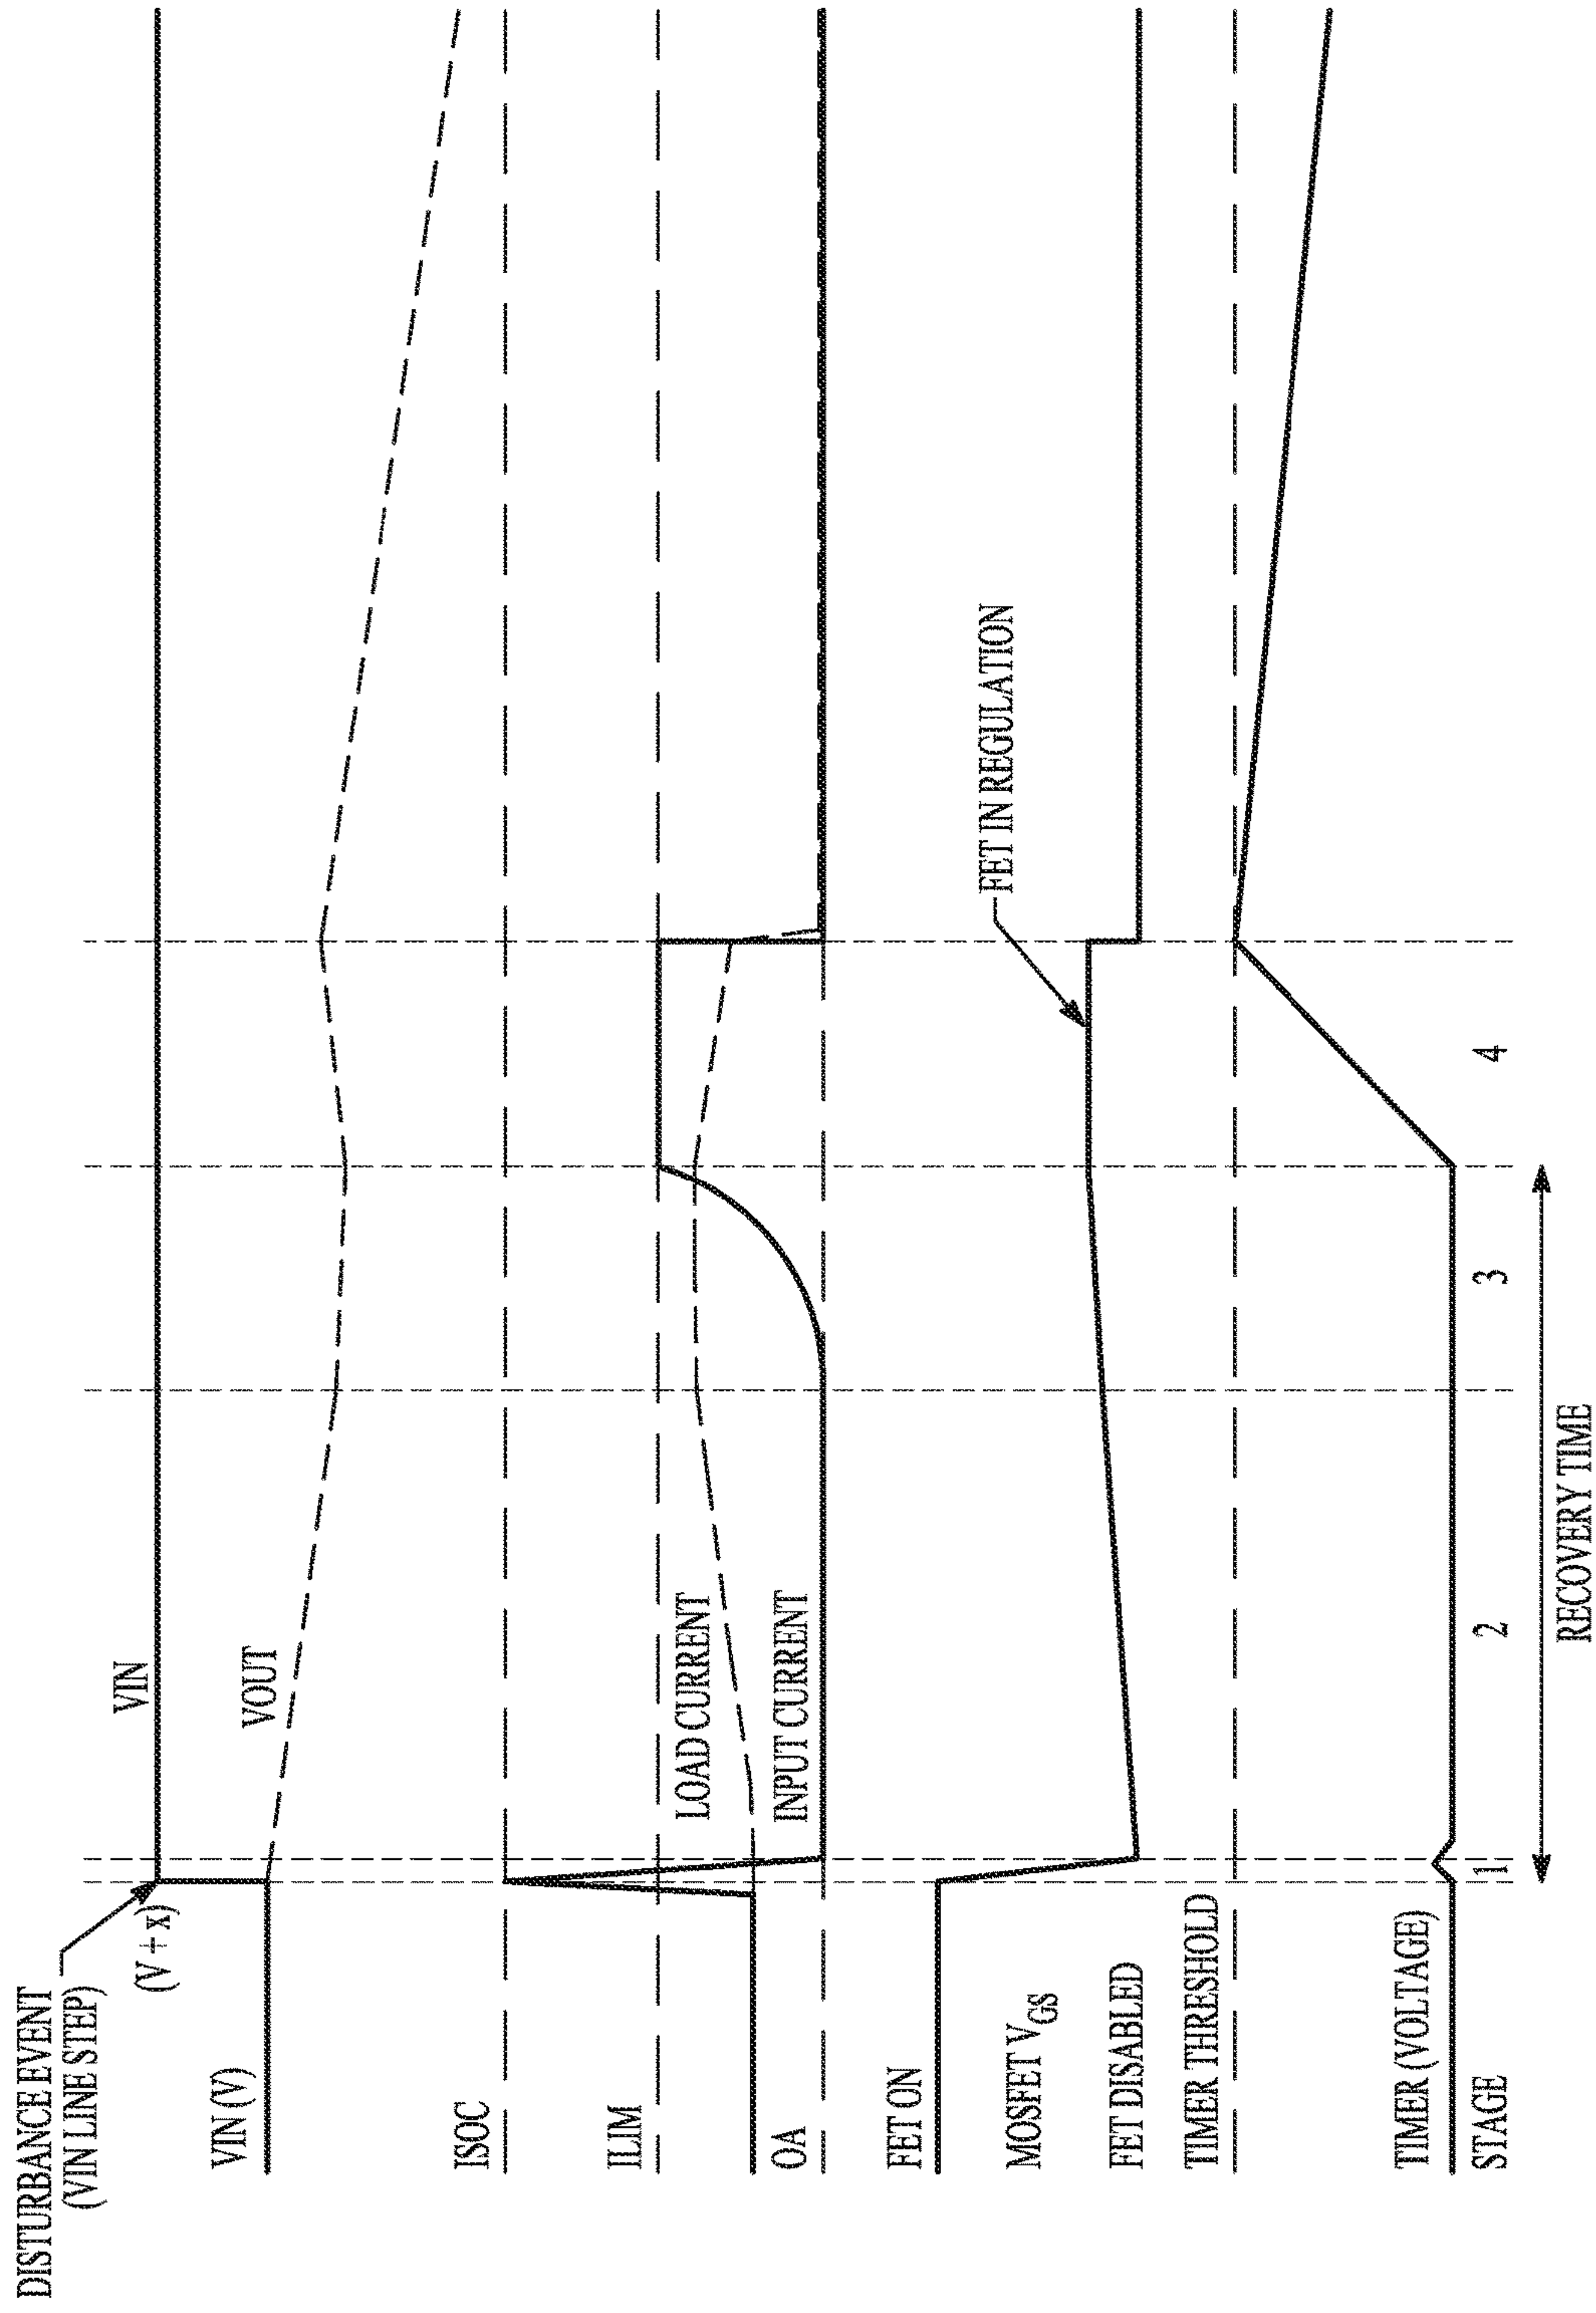 DISTURBANCE EVENT
(VIN LINE STEP)
(V + x)
VIN
VIN (V)
VOUT
ISOC
ILIM
LOAD CURRENT
INPUT CURRENT
OA
FET ON
FET IN REGULATION
MOSFET VGS
FET DISABLED
TIMER THRESHOLD
TIMER (VOLTAGE)
STAGE 1 2 3 4
RECOVERY TIME